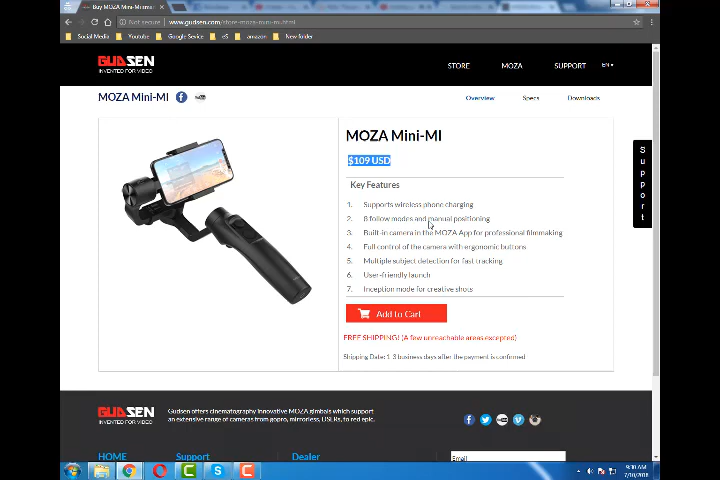 Buy MOZA Mini-MI
Not secure
www.gudsen.com/store-moza-mini-mi.html
Social Media
Youtube
eS
amazon
New folder
GUDSEN
INVENTED FOR VIDEO
STORE
MOZA
SUPPORT
EN
MOZA Mini-MI
Overview
Specs
Downloads
MOZA Mini-MI
$109 USD
Key Features
1. Supports wireless phone charging
2. 8 follow modes and manual positioning
3. Built-in camera in the MOZA App for professional filmmaking
4. Full control of the camera with ergonomic buttons
5. Multiple subject detection for fast tracking
6. User-friendly launch
7. Inception mode for creative shots
Add to Cart
FREE SHIPPING! (A few unreachable areas excepted)
Shipping Date: 1-3 business days after the payment is confirmed
Support
GUDSEN
INVENTED FOR VIDEO
Gudsen offers cinematography innovative MOZA gimbals which support
an extensive range of cameras from gopro, mirrorless, DSLRs, to red epic.
HOME
Support
Dealer
Email
9:30 AM
7/10/2018